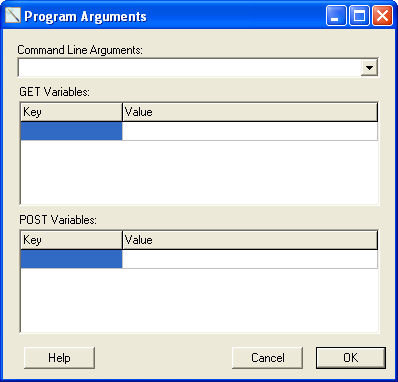 Program Arguments
Command Line Arguments:
GET Variables:
Key Value
POST Variables:
Key Value
Help Cancel OK